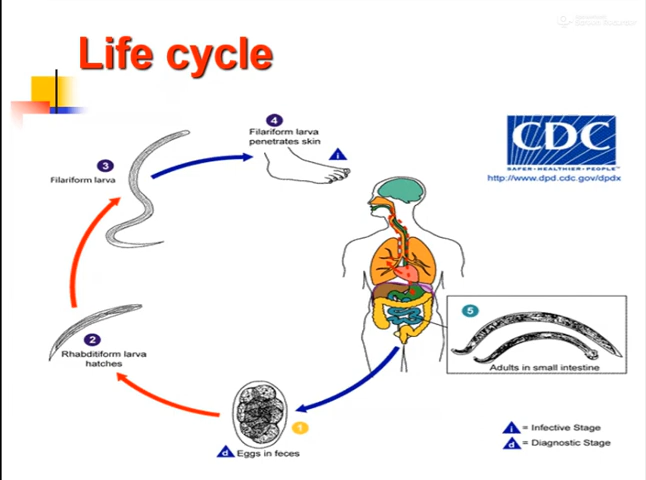 Life cycle
4
Filariform larva
penetrates skin
i
3
Filariform larva
CDC
SAFER•HEALTHIER•PEOPLE™
http://www.dpd.cdc.gov/dpdx
2
Rhabditiform larva
hatches
5
Adults in small intestine
1
d
Eggs in feces
i = Infective Stage
d = Diagnostic Stage